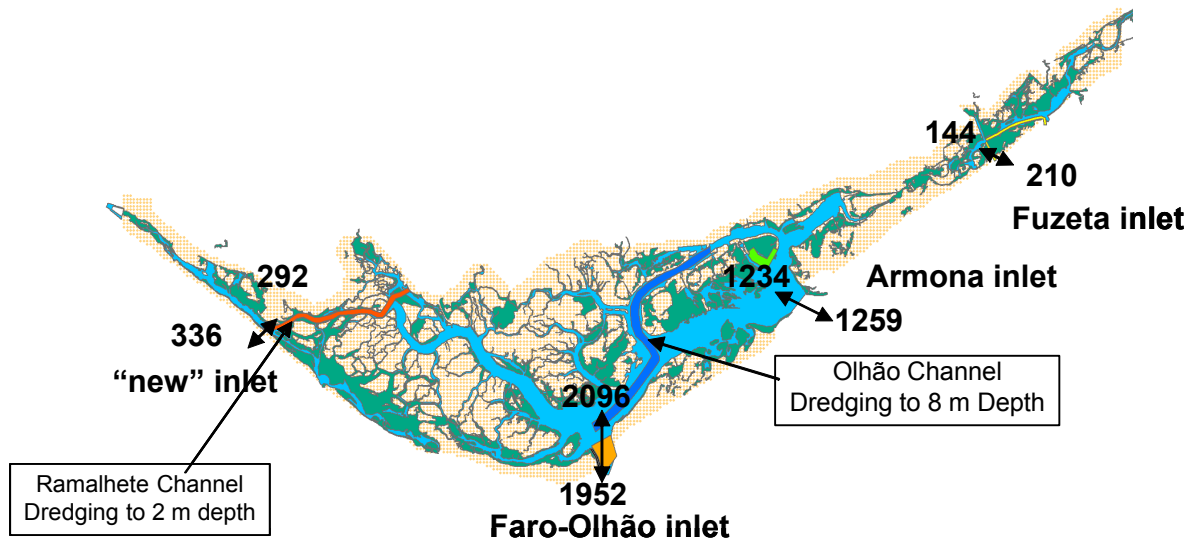 144
210
Fuzeta inlet
292
1234
Armona inlet
336
1259
“new” inlet
Olhão Channel
Dredging to 8 m Depth
2096
Ramalhete Channel
Dredging to 2 m depth
1952
Faro-Olhão inlet